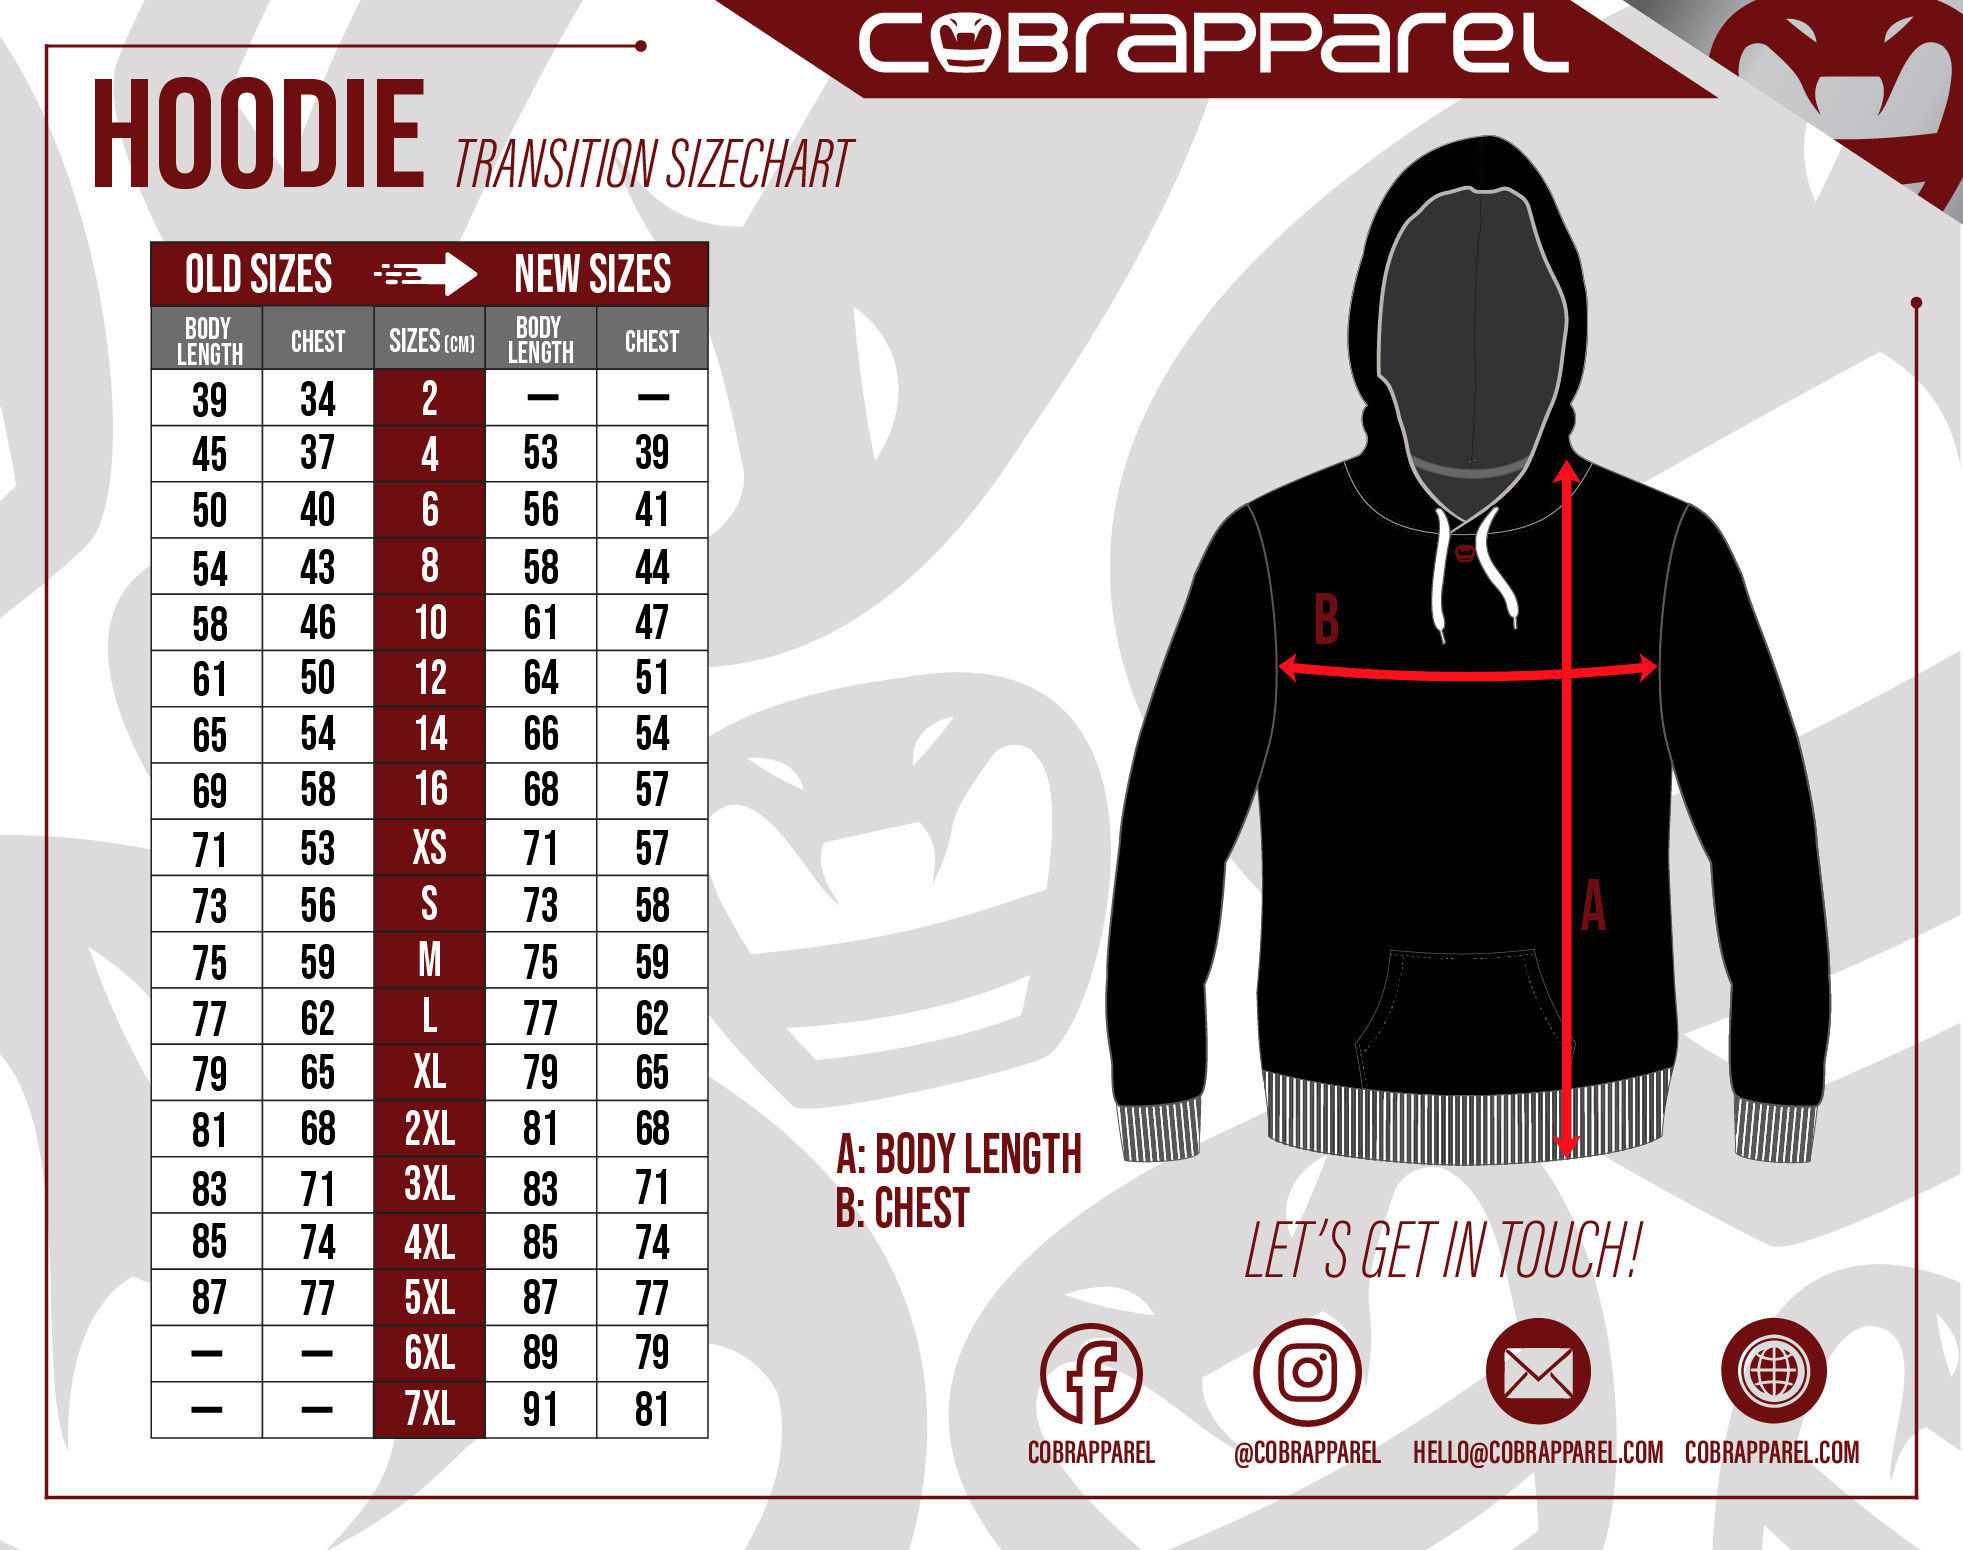 COBRAPPAREL
HOODIE TRANSITION SIZECHART
OLD SIZES NEW SIZES
BODY LENGTH CHEST SIZES (CM) BODY LENGTH CHEST
39 34 2 — —
45 37 4 53 39
50 40 6 56 41
54 43 8 58 44
58 46 10 61 47
61 50 12 64 51
65 54 14 66 54
69 58 16 68 57
71 53 XS 71 57
73 56 S 73 58
75 59 M 75 59
77 62 L 77 62
79 65 XL 79 65
81 68 2XL 81 68
83 71 3XL 83 71
85 74 4XL 85 74
87 77 5XL 87 77
— — 6XL 89 79
— — 7XL 91 81
B
A
A: BODY LENGTH
B: CHEST
LET'S GET IN TOUCH!
COBRAPPAREL @COBRAPPAREL HELLO@COBRAPPAREL.COM COBRAPPAREL.COM